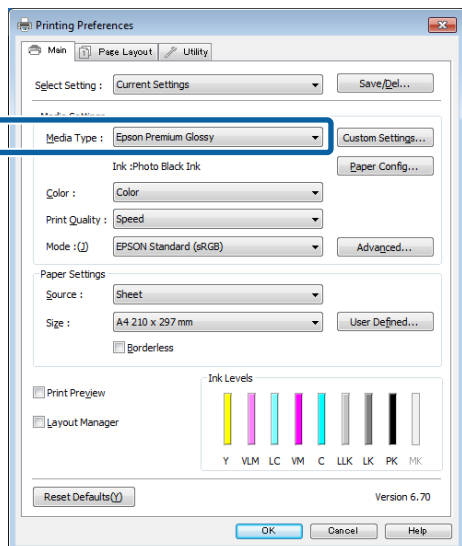 Printing Preferences
Main Page Layout Utility
Select Setting : Current Settings Save/Del...
Media Settings
Media Type : Epson Premium Glossy Custom Settings...
Ink :Photo Black Ink Paper Config...
Color : Color
Print Quality : Speed
Mode :(J) EPSON Standard (sRGB) Advanced...
Paper Settings
Source : Sheet
Size : A4 210 x 297 mm User Defined...
Borderless
Ink Levels
Print Preview
Layout Manager
Y VLM LC VM C LLK LK PK MK
Reset Defaults(Y) Version 6.70
OK Cancel Help